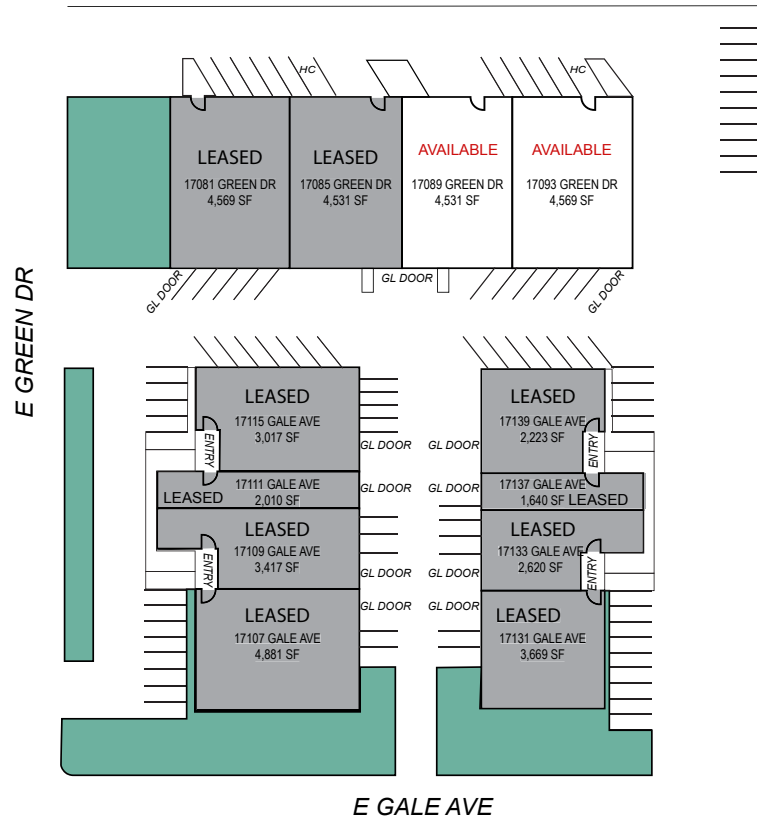 HC
HC
LEASED
17081 GREEN DR
4,569 SF
LEASED
17085 GREEN DR
4,531 SF
AVAILABLE
17089 GREEN DR
4,531 SF
AVAILABLE
17093 GREEN DR
4,569 SF
GL DOOR
GL DOOR
GL DOOR
E GREEN DR
LEASED
17115 GALE AVE
3,017 SF
ENTRY
GL DOOR
17111 GALE AVE
LEASED
2,010 SF
GL DOOR
LEASED
17109 GALE AVE
3,417 SF
ENTRY
GL DOOR
LEASED
17107 GALE AVE
4,881 SF
GL DOOR
LEASED
17139 GALE AVE
2,223 SF
ENTRY
GL DOOR
17137 GALE AVE
1,640 SF LEASED
GL DOOR
LEASED
17133 GALE AVE
2,620 SF
ENTRY
GL DOOR
LEASED
17131 GALE AVE
3,669 SF
GL DOOR
E GALE AVE